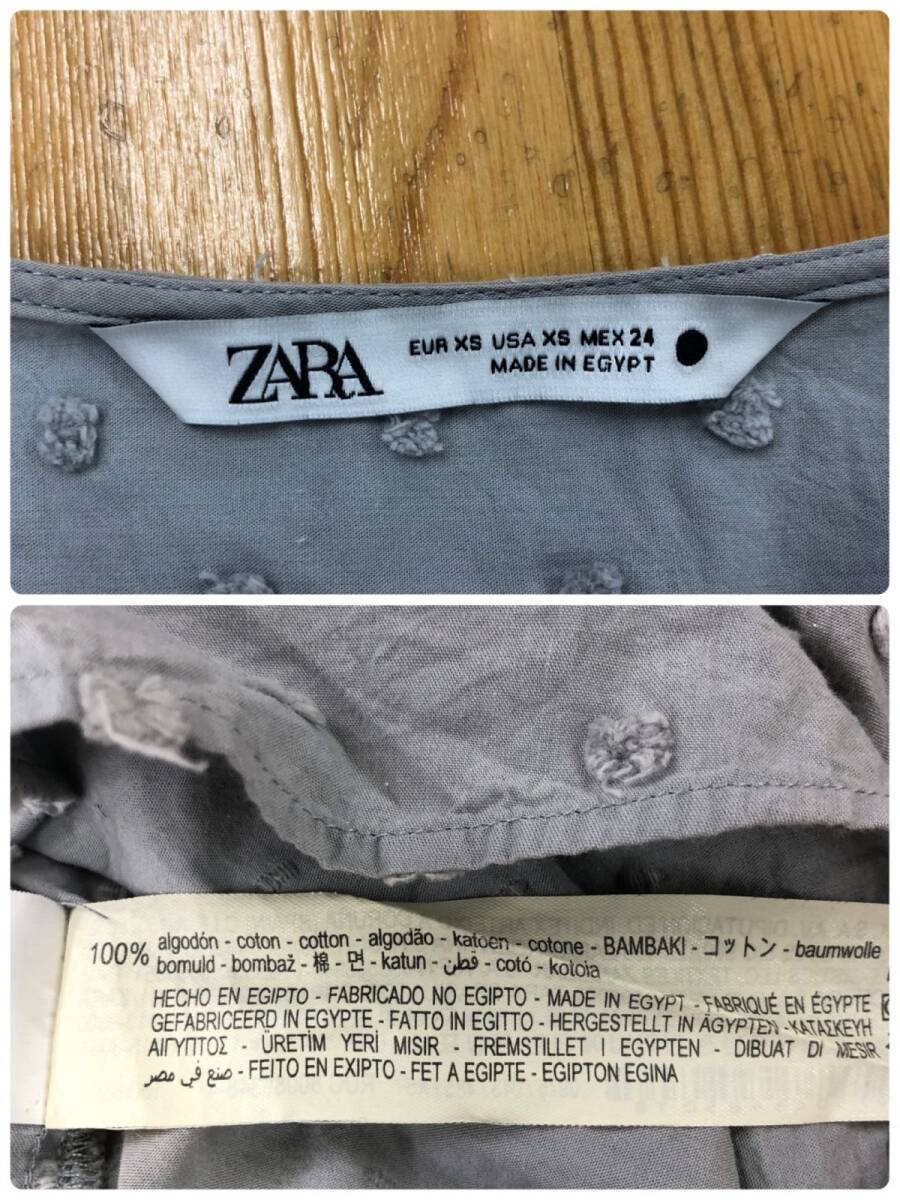 ZARA
EUR XS USA XS MEX 24
MADE IN EGYPT
100% algodón - coton - cotton - algodão - katoen - cotone - BAMBAKI - コットン - baumwolle
bomuld - bombaž - 棉 - 면 - katun - قطن - cotó - kotoia
HECHO EN EGIPTO - FABRICADO NO EGIPTO - MADE IN EGYPT - FABRIQUÉ EN ÉGYPTE
GEFABRICEERD IN EGYPTE - FATTO IN EGITTO - HERGESTELLT IN ÄGYPTEN - ΚΑΤΑΣΚΕΥΗ
ΑΙΓΥΠΤΟΣ - ÜRETİM YERİ MISIR - FREMSTILLET I EGYPTEN - DIBUAT DI MESIR
صنع في مصر - FEITO EN EXIPTO - FET A EGIPTE - EGIPTON EGINA